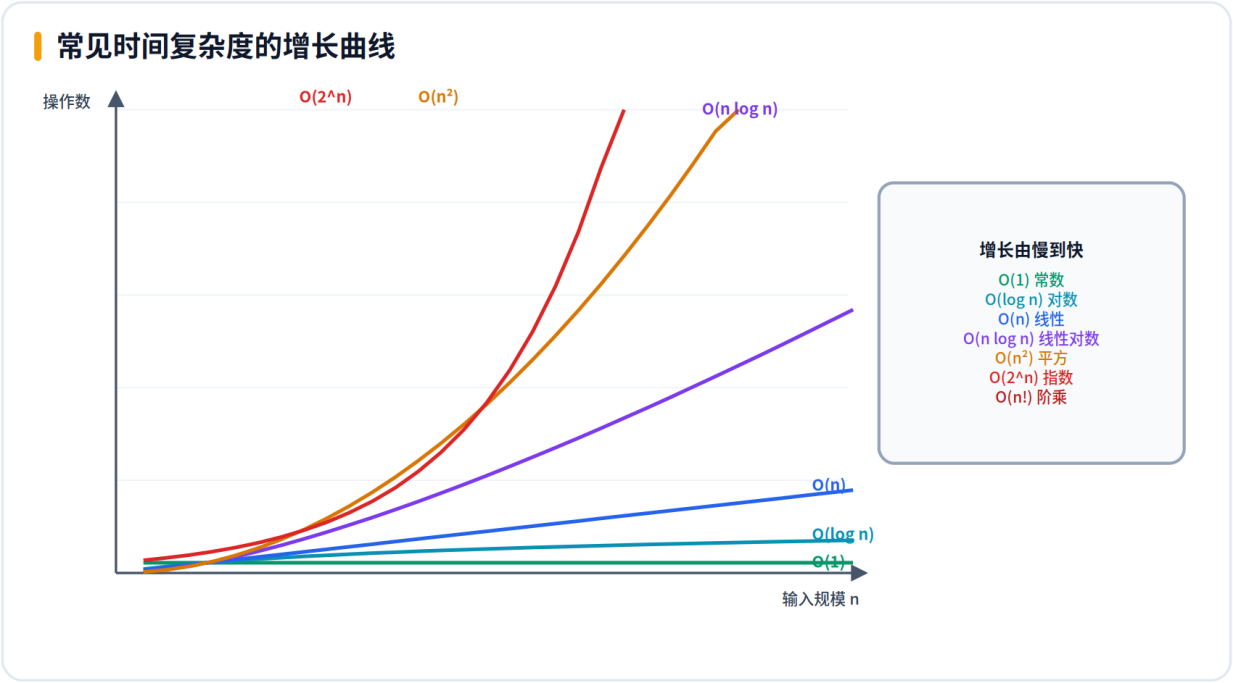 常见时间复杂度的增长曲线
操作数
O(2^n)
O(n²)
O(n log n)
O(n)
O(log n)
O(1)
输入规模 n
增长由慢到快
O(1) 常数
O(log n) 对数
O(n) 线性
O(n log n) 线性对数
O(n²) 平方
O(2^n) 指数
O(n!) 阶乘